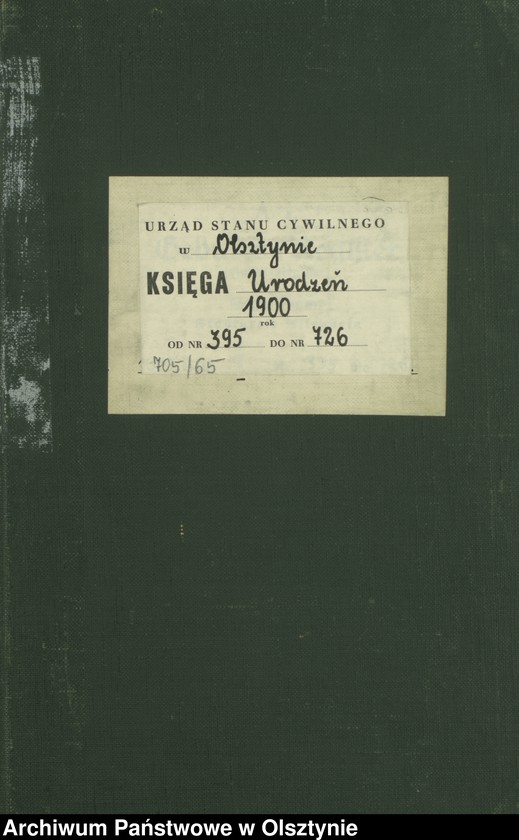 URZĄD STANU CYWILNEGO
w Olsztynie
KSIĘGA Urodzeń
1900
rok
OD NR 395 DO NR 726
705/65
Archiwum Państwowe w Olsztynie